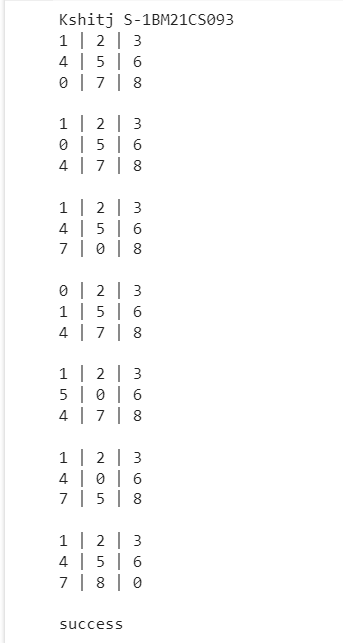 Kshitj S-1BM21CS093
1 | 2 | 3
4 | 5 | 6
0 | 7 | 8
1 | 2 | 3
0 | 5 | 6
4 | 7 | 8
1 | 2 | 3
4 | 5 | 6
7 | 0 | 8
0 | 2 | 3
1 | 5 | 6
4 | 7 | 8
1 | 2 | 3
5 | 0 | 6
4 | 7 | 8
1 | 2 | 3
4 | 0 | 6
7 | 5 | 8
1 | 2 | 3
4 | 5 | 6
7 | 8 | 0
success